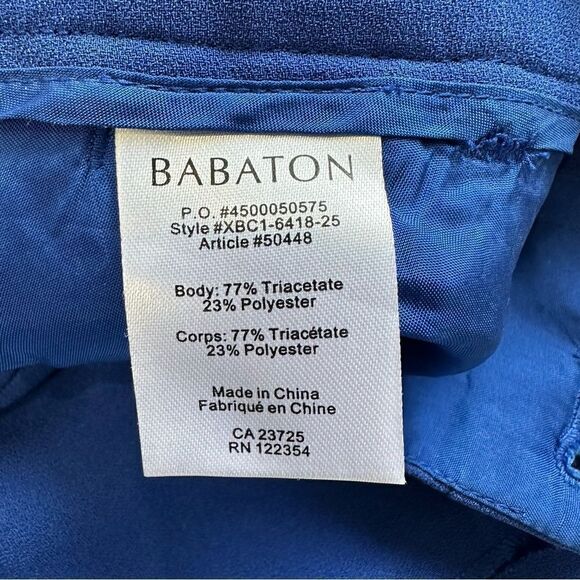 BABATON
P.O. #4500050575
Style #XBC1-6418-25
Article #50448
Body: 77% Triacetate
23% Polyester
Corps: 77% Triacétate
23% Polyester
Made in China
Fabriqué en Chine
CA 23725
RN 122354